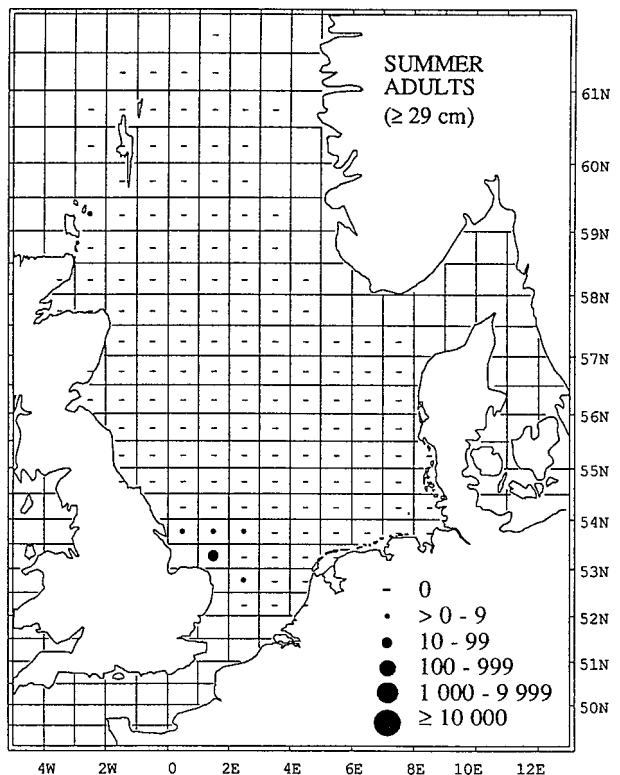 SUMMER
ADULTS
(≥ 29 cm)
61N
60N
59N
58N
57N
56N
55N
54N
53N
52N
51N
50N
- 0
> 0 - 9
10 - 99
100 - 999
1 000 - 9 999
≥ 10 000
4W 2W 0 2E 4E 6E 8E 10E 12E